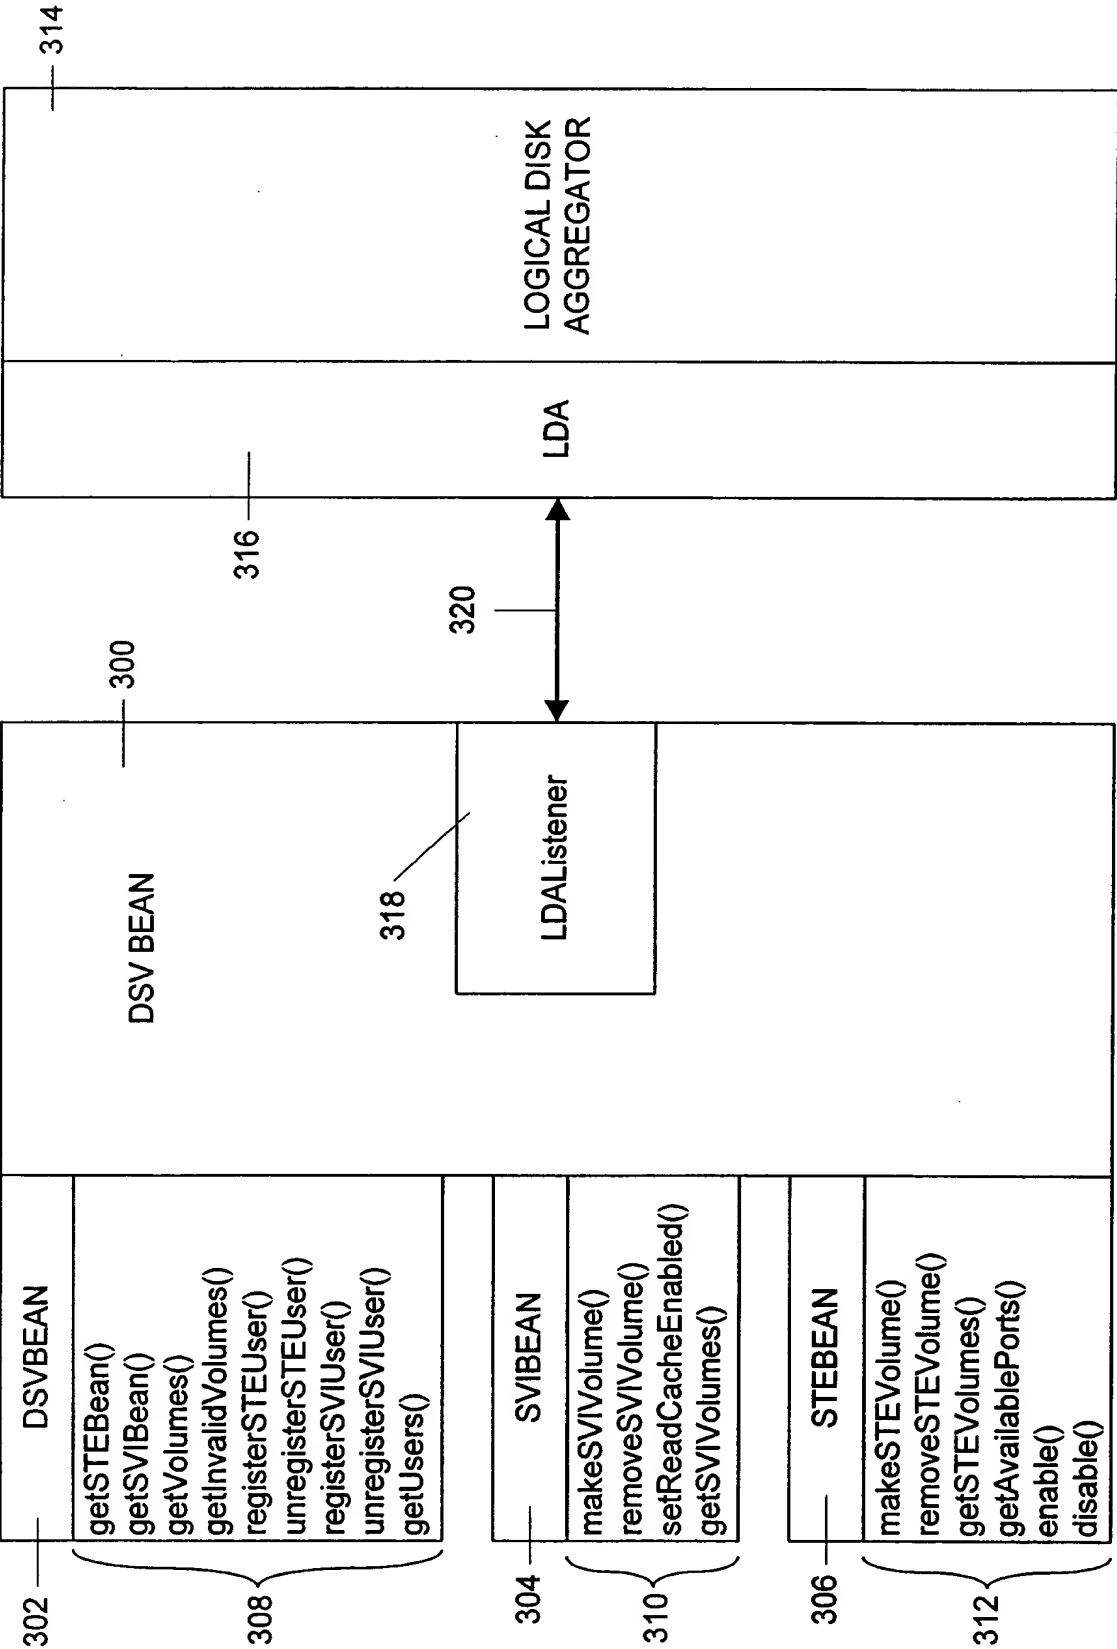 302
DSVBEAN
getSTEBean()
getSVIBean()
getVolumes()
getInvalidVolumes()
registerSTEUser()
unregisterSTEUser()
registerSVIUser()
unregisterSVIUser()
getUsers()
308
304
SVIBEAN
makeSVIVolume()
removeSVIVolume()
setReadCacheEnabled()
getSVIVolumes()
310
306
STEBEAN
makeSTEVolume()
removeSTEVolume()
getSTEVolumes()
getAvailablePorts()
enable()
disable()
312
DSV BEAN
300
318
LDAListener
320
316
LDA
LOGICAL DISK
AGGREGATOR
314